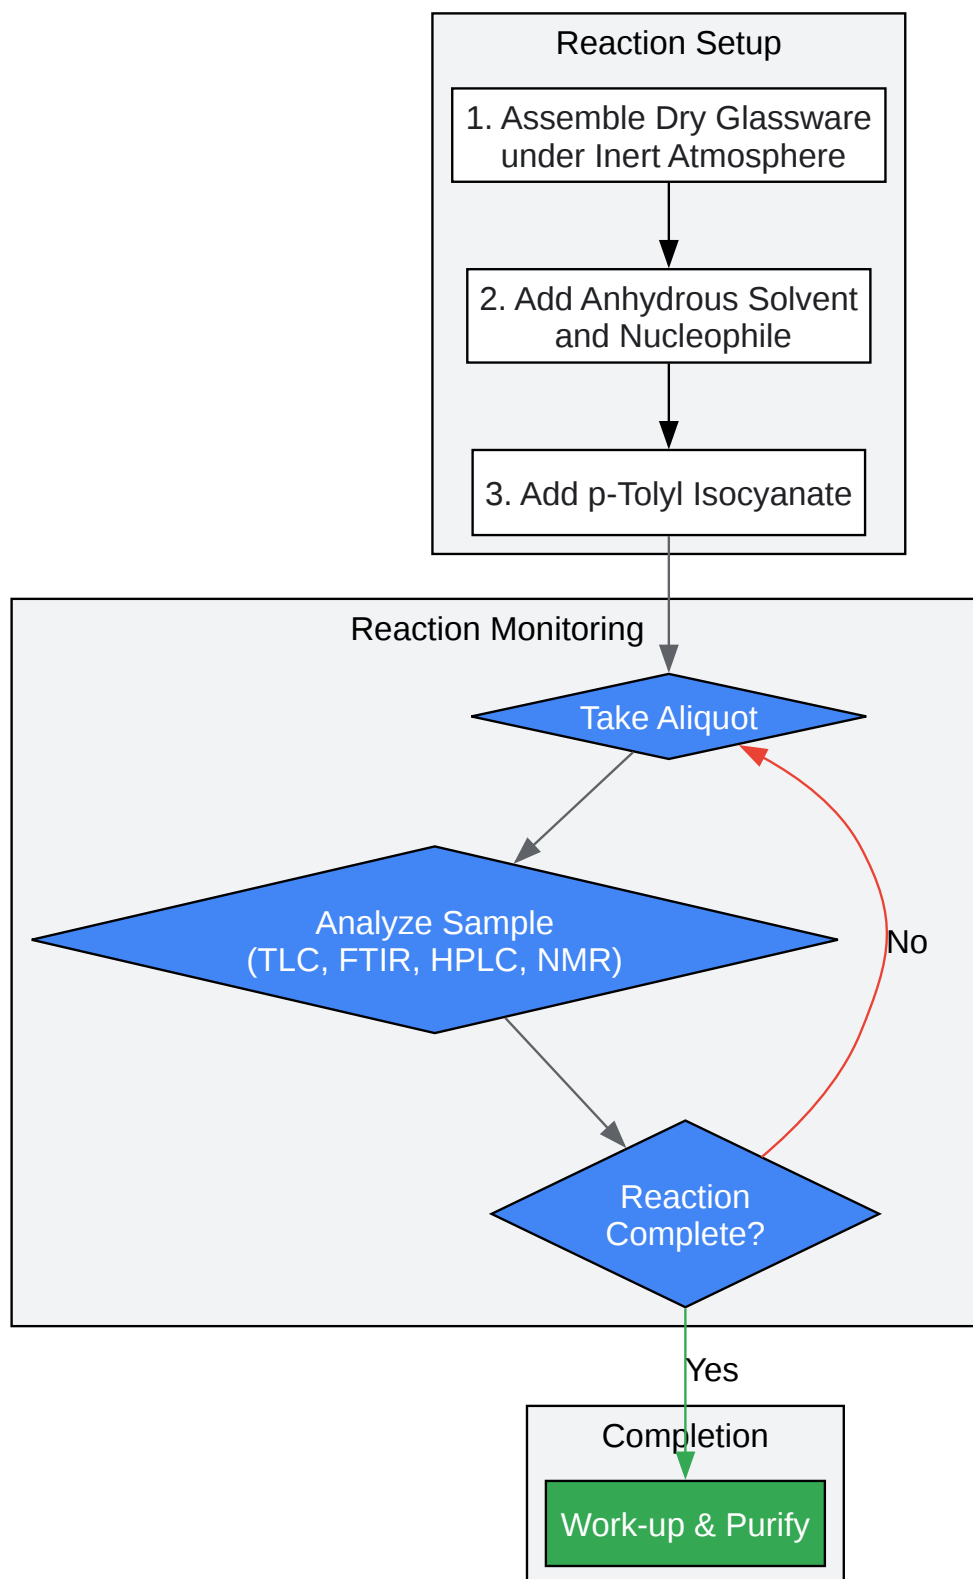 Reaction Setup
1. Assemble Dry Glassware
under Inert Atmosphere
2. Add Anhydrous Solvent
and Nucleophile
3. Add p-Tolyl Isocyanate
Reaction Monitoring
Take Aliquot
Analyze Sample
(TLC, FTIR, HPLC, NMR)
No
Reaction
Complete?
Yes
Completion
Work-up & Purify